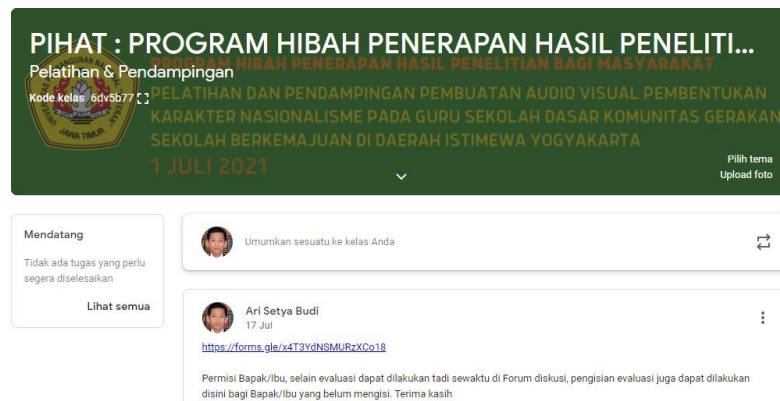 PIHAT : PROGRAM HIBAH PENERAPAN HASIL PENELITI...
PROGRAM HIBAH PENERAPAN HASIL PENELITIAN BAGI MASYARAKAT
Pelatihan & Pendampingan
Kode kelas 6dv5b77
PELATIHAN DAN PENDAMPINGAN PEMBUATAN AUDIO VISUAL PEMBENTUKAN
KARAKTER NASIONALISME PADA GURU SEKOLAH DASAR KOMUNITAS GERAKAN
SEKOLAH BERKEMAJUAN DI DAERAH ISTIMEWA YOGYAKARTA
1 JULI 2021
JAWA TIMUR
Pilih tema
Upload foto
Mendatang
Tidak ada tugas yang perlu
segera diselesaikan
Lihat semua
Umumkan sesuatu ke kelas Anda
Ari Setya Budi
17 Jul
https://forms.gle/x4T3YdNSMURzXCo18
Permisi Bapak/Ibu, selain evaluasi dapat dilakukan tadi sewaktu di Forum diskusi, pengisian evaluasi juga dapat dilakukan
disini bagi Bapak/Ibu yang belum mengisi. Terima kasih